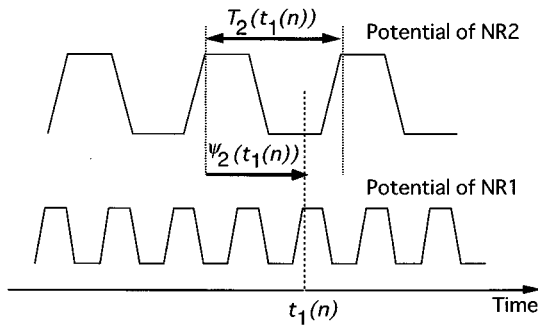 T₂(t₁(n))
Potential of NR2
Ψ₂(t₁(n))
Potential of NR1
t₁(n)
Time